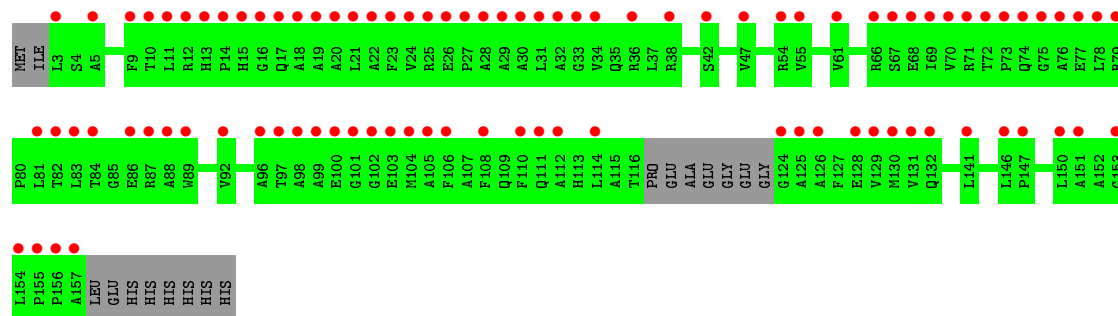 MET ILE L3 S4 A5 F9 T10 L11 R12 H13 P14 H15 G16 Q17 A18 A19 A20 L21 A22 F23 V24 R25 E26 P27 A28 A29 A30 L31 A32 G33 V34 Q35 R36 L37 R38 S42 V47 R54 V55 V61 R66 S67 E68 I69 V70 R71 T72 P73 Q74 G75 A76 E77 L78 R79
P80 L81 T82 L83 T84 G85 E86 R87 A88 W89 V92 A96 T97 A98 A99 E100 G101 G102 E103 M104 A105 F106 A107 F108 Q109 F110 Q111 A112 H113 L114 A115 T116 PRO GLU ALA GLU GLY GLU GLY G124 A125 A126 F127 E128 V129 M130 V131 Q132 L141 L146 P147 L150 A151 A152 G153
L154 P155 P156 A157 LEU GLU HIS HIS HIS HIS HIS HIS